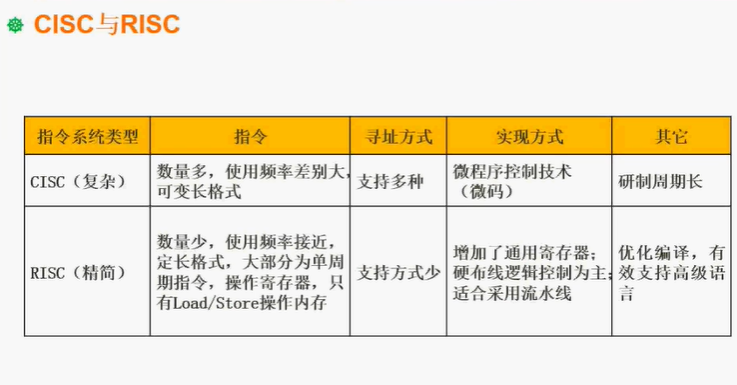 CISC与RISC
指令系统类型 指令 寻址方式 实现方式 其它
CISC（复杂）
数量多，使用频率差别大，
可变长格式
支持多种
微程序控制技术
（微码）
研制周期长
RISC（精简）
数量少，使用频率接近，
定长格式，大部分为单周
期指令，操作寄存器，只
有Load/Store操作内存
支持方式少
增加了通用寄存器；
硬布线逻辑控制为主；
适合采用流水线
优化编译，有
效支持高级语
言